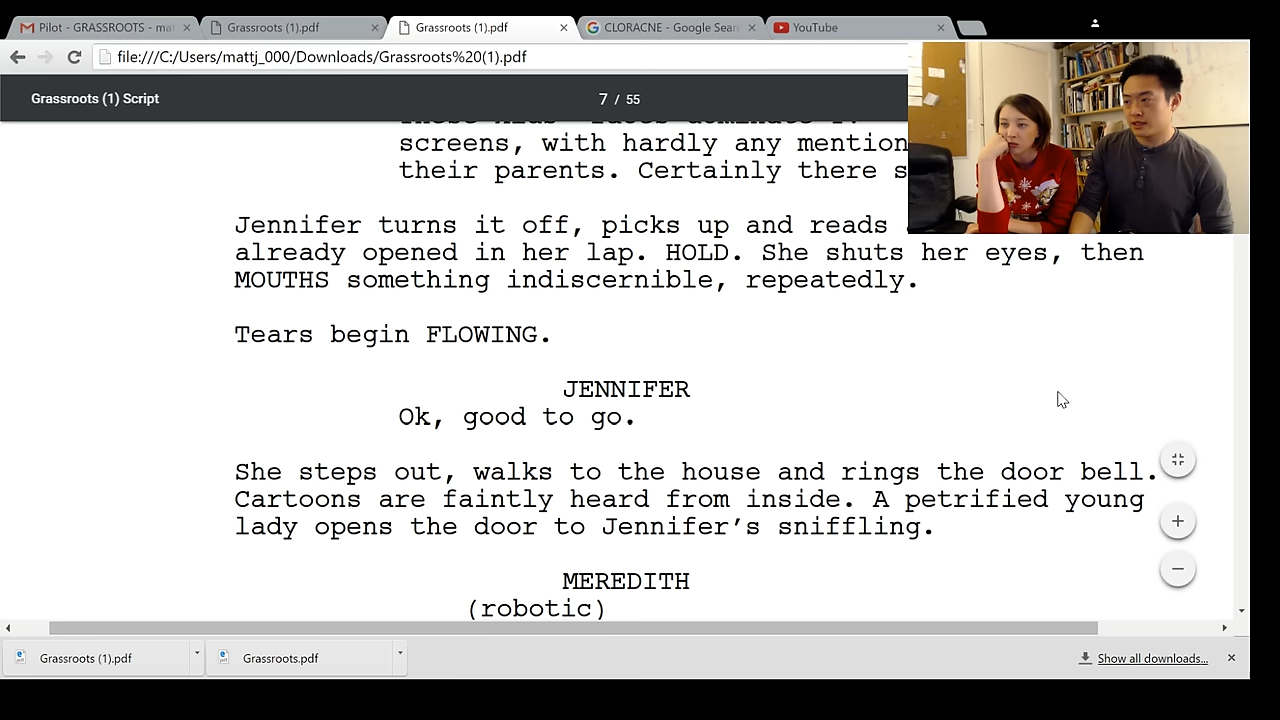 Pilot - GRASSROOTS - ma
Grassroots (1).pdf
Grassroots (1).pdf
CLORACNE - Google Sear
YouTube
file:///C:/Users/mattj_000/Downloads/Grassroots%20(1).pdf
Grassroots (1) Script
7 / 55
screens, with hardly any mention
their parents. Certainly there s
Jennifer turns it off, picks up and reads
already opened in her lap. HOLD. She shuts her eyes, then
MOUTHS something indiscernible, repeatedly.
Tears begin FLOWING.
JENNIFER
Ok, good to go.
She steps out, walks to the house and rings the door bell.
Cartoons are faintly heard from inside. A petrified young
lady opens the door to Jennifer’s sniffling.
MEREDITH
(robotic)
Grassroots (1).pdf
Grassroots.pdf
Show all downloads...